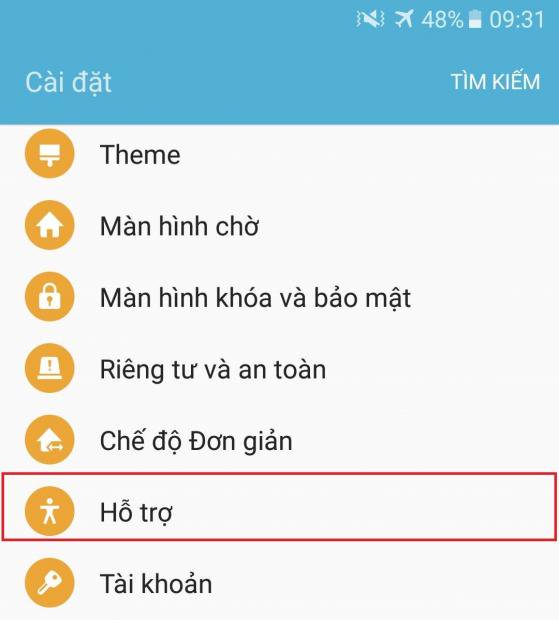 48% 09:31
Cài đặt TÌM KIẾM
Theme
Màn hình chờ
Màn hình khóa và bảo mật
Riêng tư và an toàn
Chế độ Đơn giản
Hỗ trợ
Tài khoản